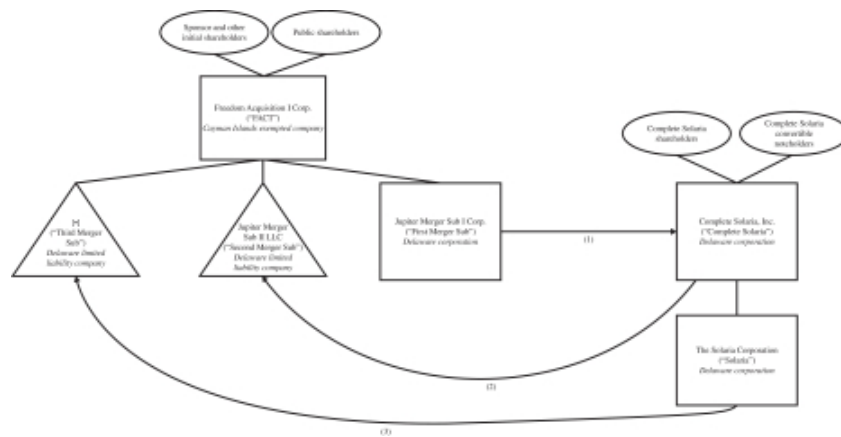 Sponsor and other
initial shareholders
Public shareholders
Freedom Acquisition I Corp.
("FACT")
Cayman Islands exempted company
Complete Solaria
shareholders
Complete Solaria
convertible
noteholders
[•]
("Third Merger
Sub")
Delaware limited
liability company
Jupiter Merger
Sub II LLC
("Second Merger Sub")
Delaware limited
liability company
Jupiter Merger Sub I Corp.
("First Merger Sub")
Delaware corporation
(1)
Complete Solaria, Inc.
("Complete Solaria")
Delaware corporation
The Solaria Corporation
("Solaria")
Delaware corporation
(2)
(3)